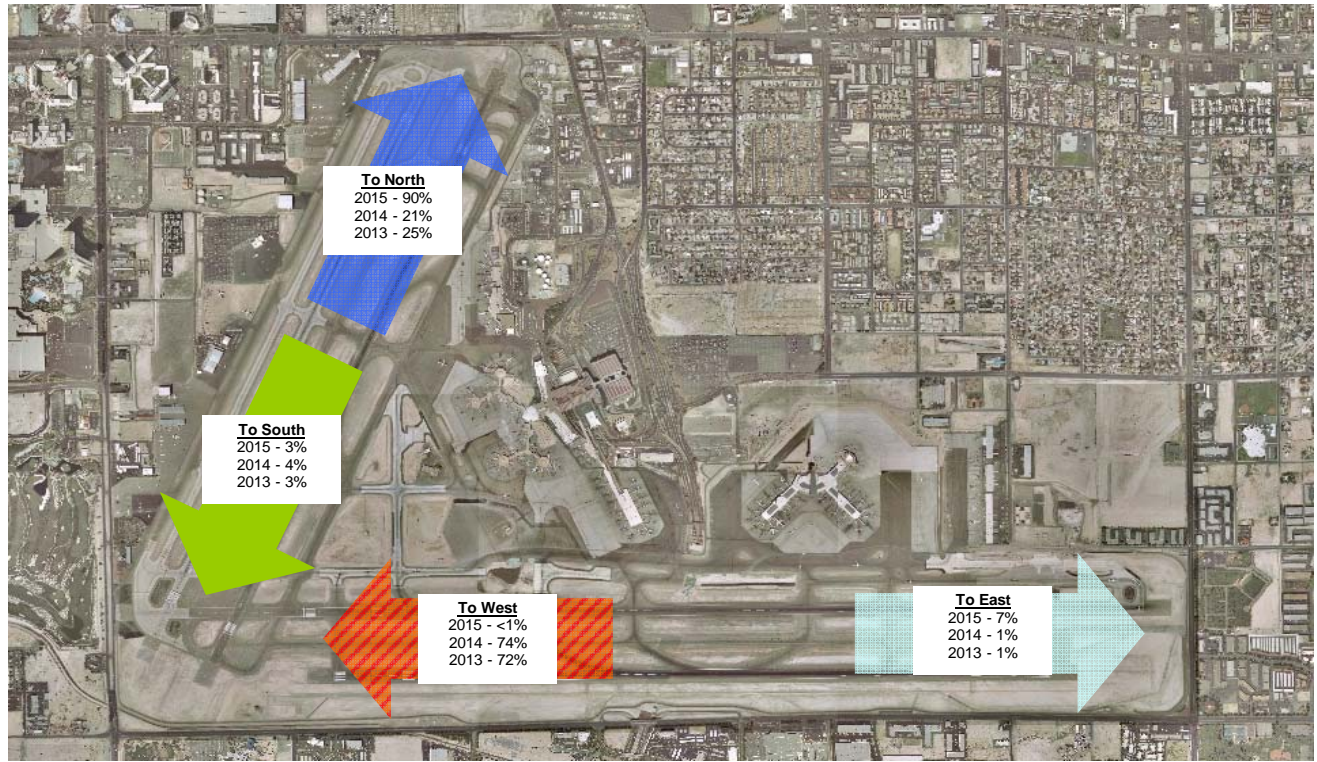 To North
2015 - 90%
2014 - 21%
2013 - 25%
To South
2015 - 3%
2014 - 4%
2013 - 3%
To West
2015 - <1%
2014 - 74%
2013 - 72%
To East
2015 - 7%
2014 - 1%
2013 - 1%